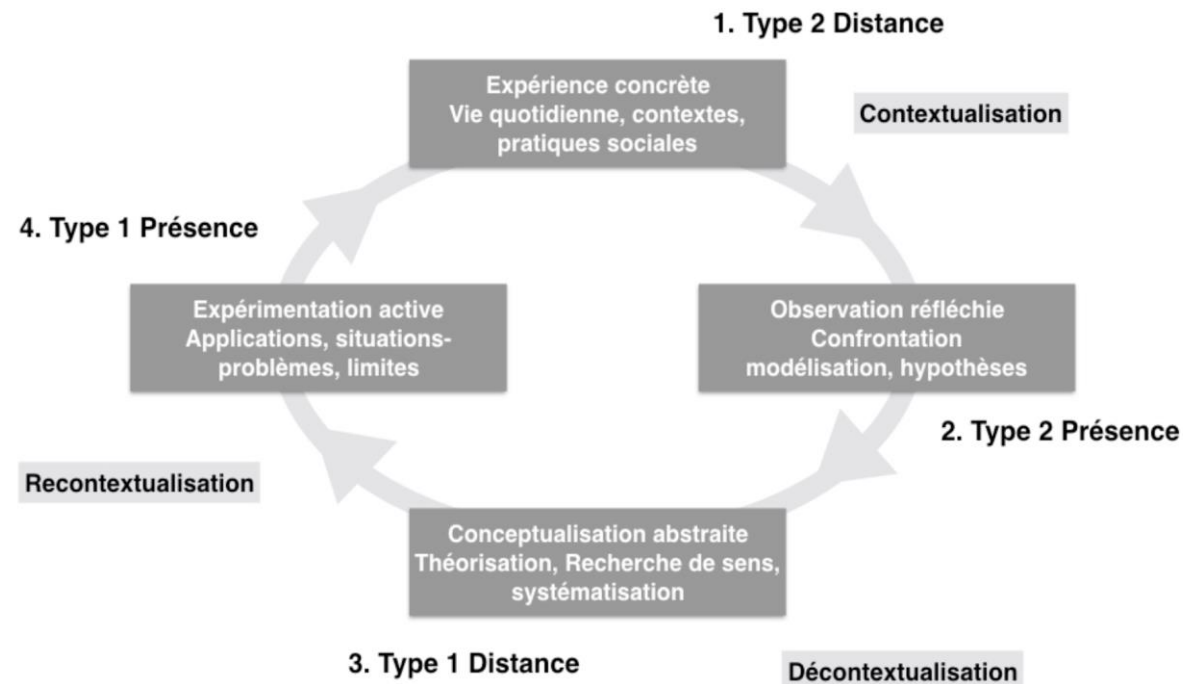 1. Type 2 Distance
Expérience concrète
Vie quotidienne, contextes,
pratiques sociales
Contextualisation
4. Type 1 Présence
Expérimentation active
Applications, situations-
problèmes, limites
Observation réfléchie
Confrontation
modélisation, hypothèses
2. Type 2 Présence
Recontextualisation
Conceptualisation abstraite
Théorisation, Recherche de sens,
systématisation
3. Type 1 Distance
Décontextualisation